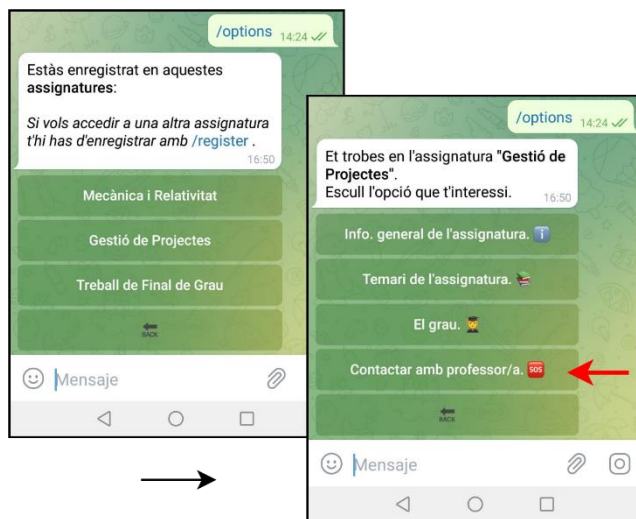 /options 14:24
Estàs enregistrat en aquestes
assignatures:
Si vols accedir a una altra assignatura
t'hi has d'enregistrar amb /register .
16:50
Mecànica i Relativitat
Gestió de Projectes
Treball de Final de Grau
BACK
Mensaje
/options 14:24
Et trobes en l'assignatura "Gestió de
Projectes".
Escull l'opció que t'interessi. 16:50
Info. general de l'assignatura. ℹ️
Temari de l'assignatura. 📚
El grau. 👩‍🎓
Contactar amb professor/a. 🆘
BACK
Mensaje